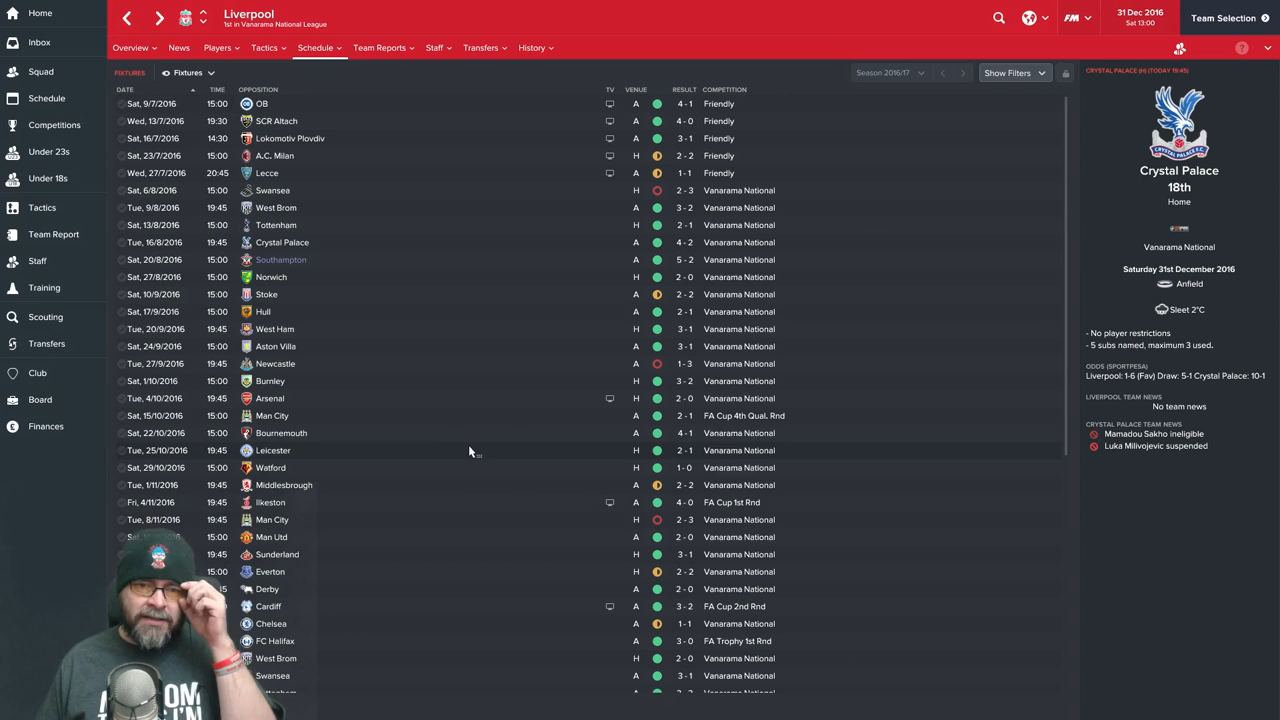 Home
Liverpool
1st in Vanarama National League
FM
31 Dec 2016
Sat 13:00
Team Selection
Inbox
Overview News Players Tactics Schedule Team Reports Staff Transfers History
Squad
FIXTURES Fixtures Season 2016/17 Show Filters
Schedule
Competitions
Under 23s
Under 18s
Tactics
Team Report
Staff
Training
Scouting
Transfers
Club
Board
Finances
DATE TIME OPPOSITION TV VENUE RESULT COMPETITION
Sat, 9/7/2016 15:00 OB A 4 - 1 Friendly
Wed, 13/7/2016 19:30 SCR Altach A 4 - 0 Friendly
Sat, 16/7/2016 14:30 Lokomotiv Plovdiv A 3 - 1 Friendly
Sat, 23/7/2016 15:00 A.C. Milan H 2 - 2 Friendly
Wed, 27/7/2016 20:45 Lecce A 1 - 1 Friendly
Sat, 6/8/2016 15:00 Swansea H 2 - 3 Vanarama National
Tue, 9/8/2016 19:45 West Brom A 3 - 2 Vanarama National
Sat, 13/8/2016 15:00 Tottenham H 2 - 1 Vanarama National
Tue, 16/8/2016 19:45 Crystal Palace A 4 - 2 Vanarama National
Sat, 20/8/2016 15:00 Southampton A 5 - 2 Vanarama National
Sat, 27/8/2016 15:00 Norwich H 2 - 0 Vanarama National
Sat, 10/9/2016 15:00 Stoke A 2 - 2 Vanarama National
Sat, 17/9/2016 15:00 Hull A 2 - 1 Vanarama National
Tue, 20/9/2016 19:45 West Ham H 3 - 1 Vanarama National
Sat, 24/9/2016 15:00 Aston Villa A 3 - 1 Vanarama National
Tue, 27/9/2016 19:45 Newcastle A 1 - 3 Vanarama National
Sat, 1/10/2016 15:00 Burnley H 3 - 2 Vanarama National
Tue, 4/10/2016 19:45 Arsenal H 2 - 0 Vanarama National
Sat, 15/10/2016 15:00 Man City A 2 - 1 FA Cup 4th Qual. Rnd
Sat, 22/10/2016 15:00 Bournemouth A 4 - 1 Vanarama National
Tue, 25/10/2016 19:45 Leicester H 2 - 1 Vanarama National
Sat, 29/10/2016 15:00 Watford H 1 - 0 Vanarama National
Tue, 1/11/2016 19:45 Middlesbrough A 2 - 2 Vanarama National
Fri, 4/11/2016 19:45 Ilkeston A 4 - 0 FA Cup 1st Rnd
Tue, 8/11/2016 19:45 Man City H 2 - 3 Vanarama National
15:00 Man Utd A 2 - 0 Vanarama National
19:45 Sunderland H 3 - 1 Vanarama National
15:00 Everton H 2 - 2 Vanarama National
Derby A 2 - 0 Vanarama National
Cardiff A 3 - 2 FA Cup 2nd Rnd
Chelsea A 1 - 1 Vanarama National
FC Halifax A 3 - 0 FA Trophy 1st Rnd
West Brom H 2 - 0 Vanarama National
Swansea A 3 - 1 Vanarama National
CRYSTAL PALACE (H) (TODAY 19:45)
Crystal Palace
18th
Home
Vanarama National
Saturday 31st December 2016
Anfield
Sleet 2°C
- No player restrictions
- 5 subs named, maximum 3 used.
ODDS (SPORTPESA)
Liverpool: 1-6 (Fav) Draw: 5-1 Crystal Palace: 10-1
LIVERPOOL TEAM NEWS
No team news
CRYSTAL PALACE TEAM NEWS
Mamadou Sakho ineligible
Luka Milivojevic suspended